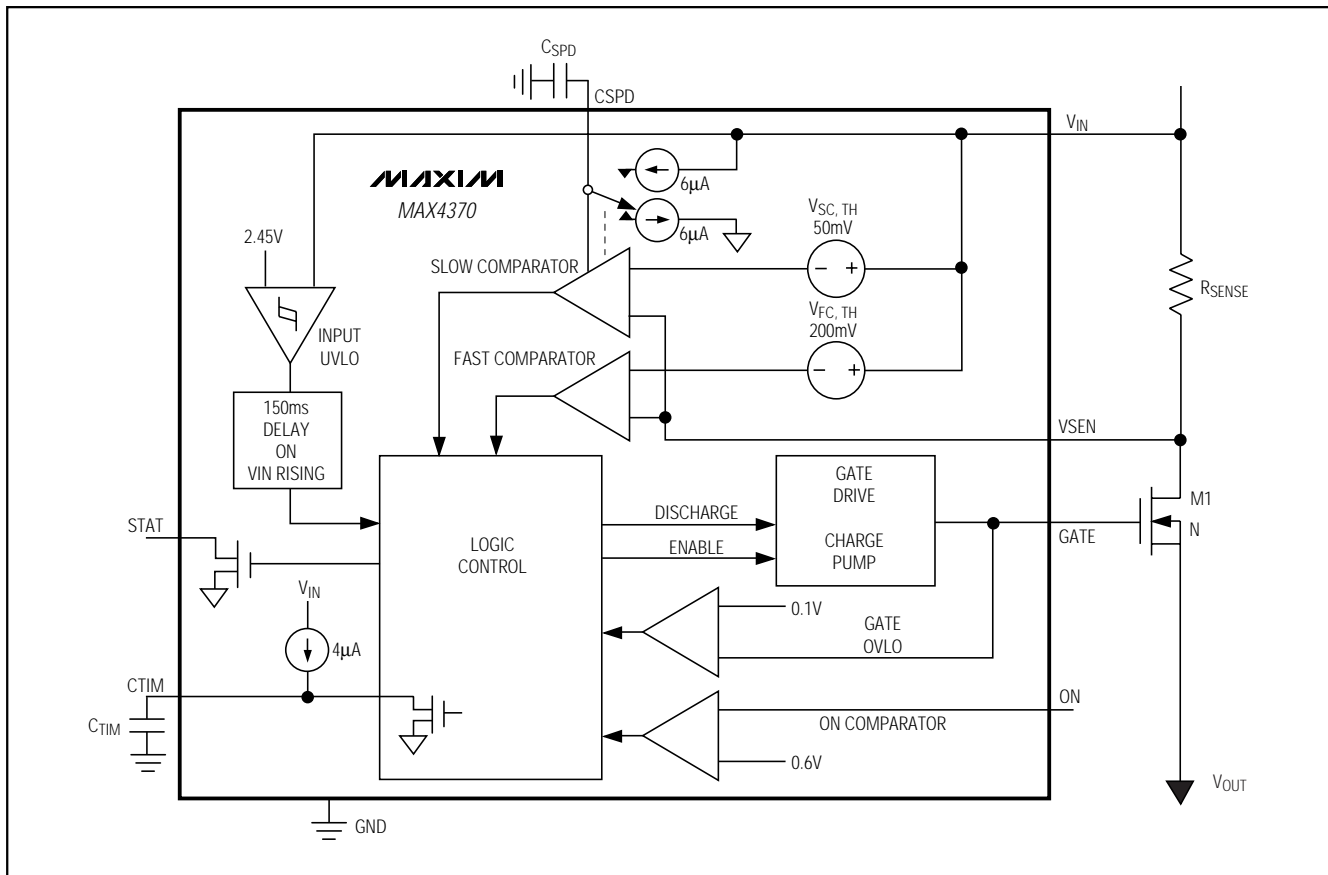 CSPD
CSPD
VIN
MAXIM
MAX4370
6µA
6µA
VSC, TH
50mV
2.45V
SLOW COMPARATOR
RSENSE
VFC, TH
200mV
INPUT
UVLO
FAST COMPARATOR
150ms
DELAY
ON
VIN RISING
VSEN
GATE
DRIVE
CHARGE
PUMP
M1
N
STAT
DISCHARGE
ENABLE
GATE
LOGIC
CONTROL
VIN
0.1V
GATE
OVLO
4µA
CTIM
ON
CTIM
ON COMPARATOR
0.6V
VOUT
GND